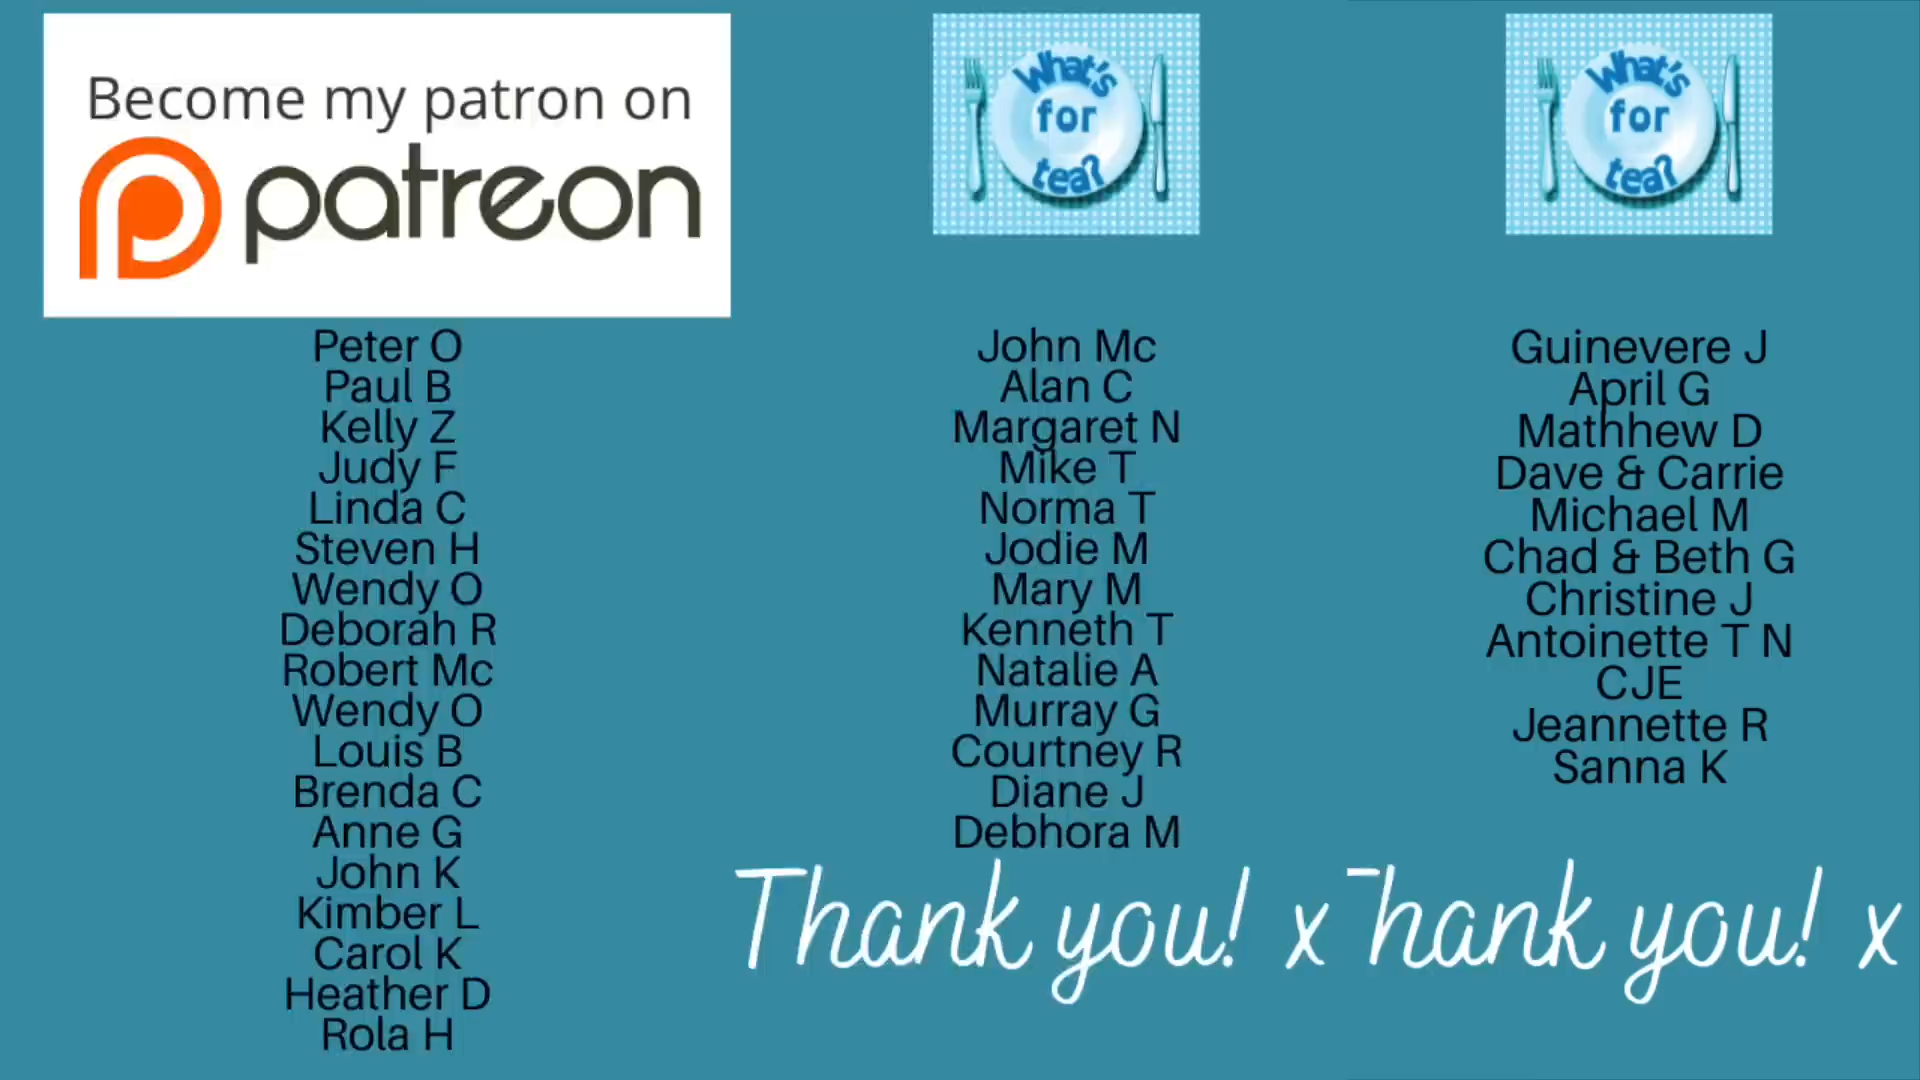 Become my patron on
patreon
Peter O
Paul B
Kelly Z
Judy F
Linda C
Steven H
Wendy O
Deborah R
Robert Mc
Wendy O
Louis B
Brenda C
Anne G
John K
Kimber L
Carol K
Heather D
Rola H
What's
for
tea?
John Mc
Alan C
Margaret N
Mike T
Norma T
Jodie M
Mary M
Kenneth T
Natalie A
Murray G
Courtney R
Diane J
Debhora M
Thank you! x
What's
for
tea?
Guinevere J
April G
Mathhew D
Dave & Carrie
Michael M
Chad & Beth G
Christine J
Antoinette T N
CJE
Jeannette R
Sanna K
Thank you! x